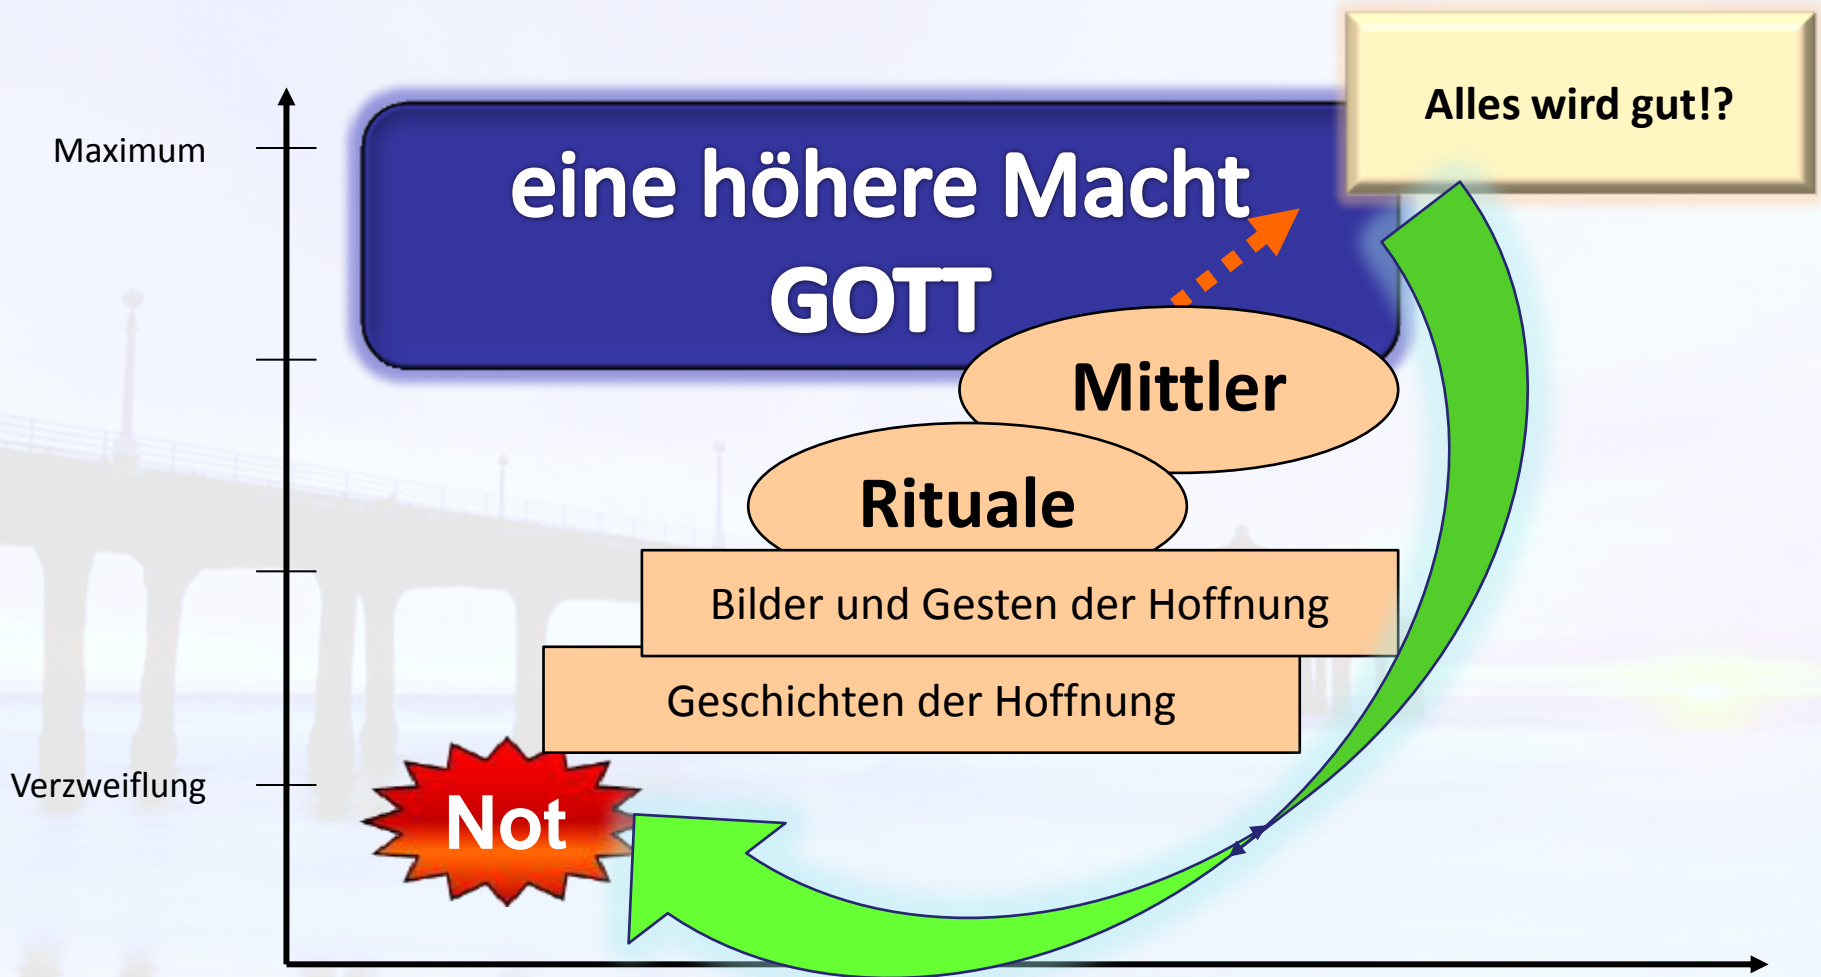 Alles wird gut!?
Maximum
eine höhere Macht
GOTT
Mittler
Rituale
Bilder und Gesten der Hoffnung
Geschichten der Hoffnung
Verzweiflung
Not